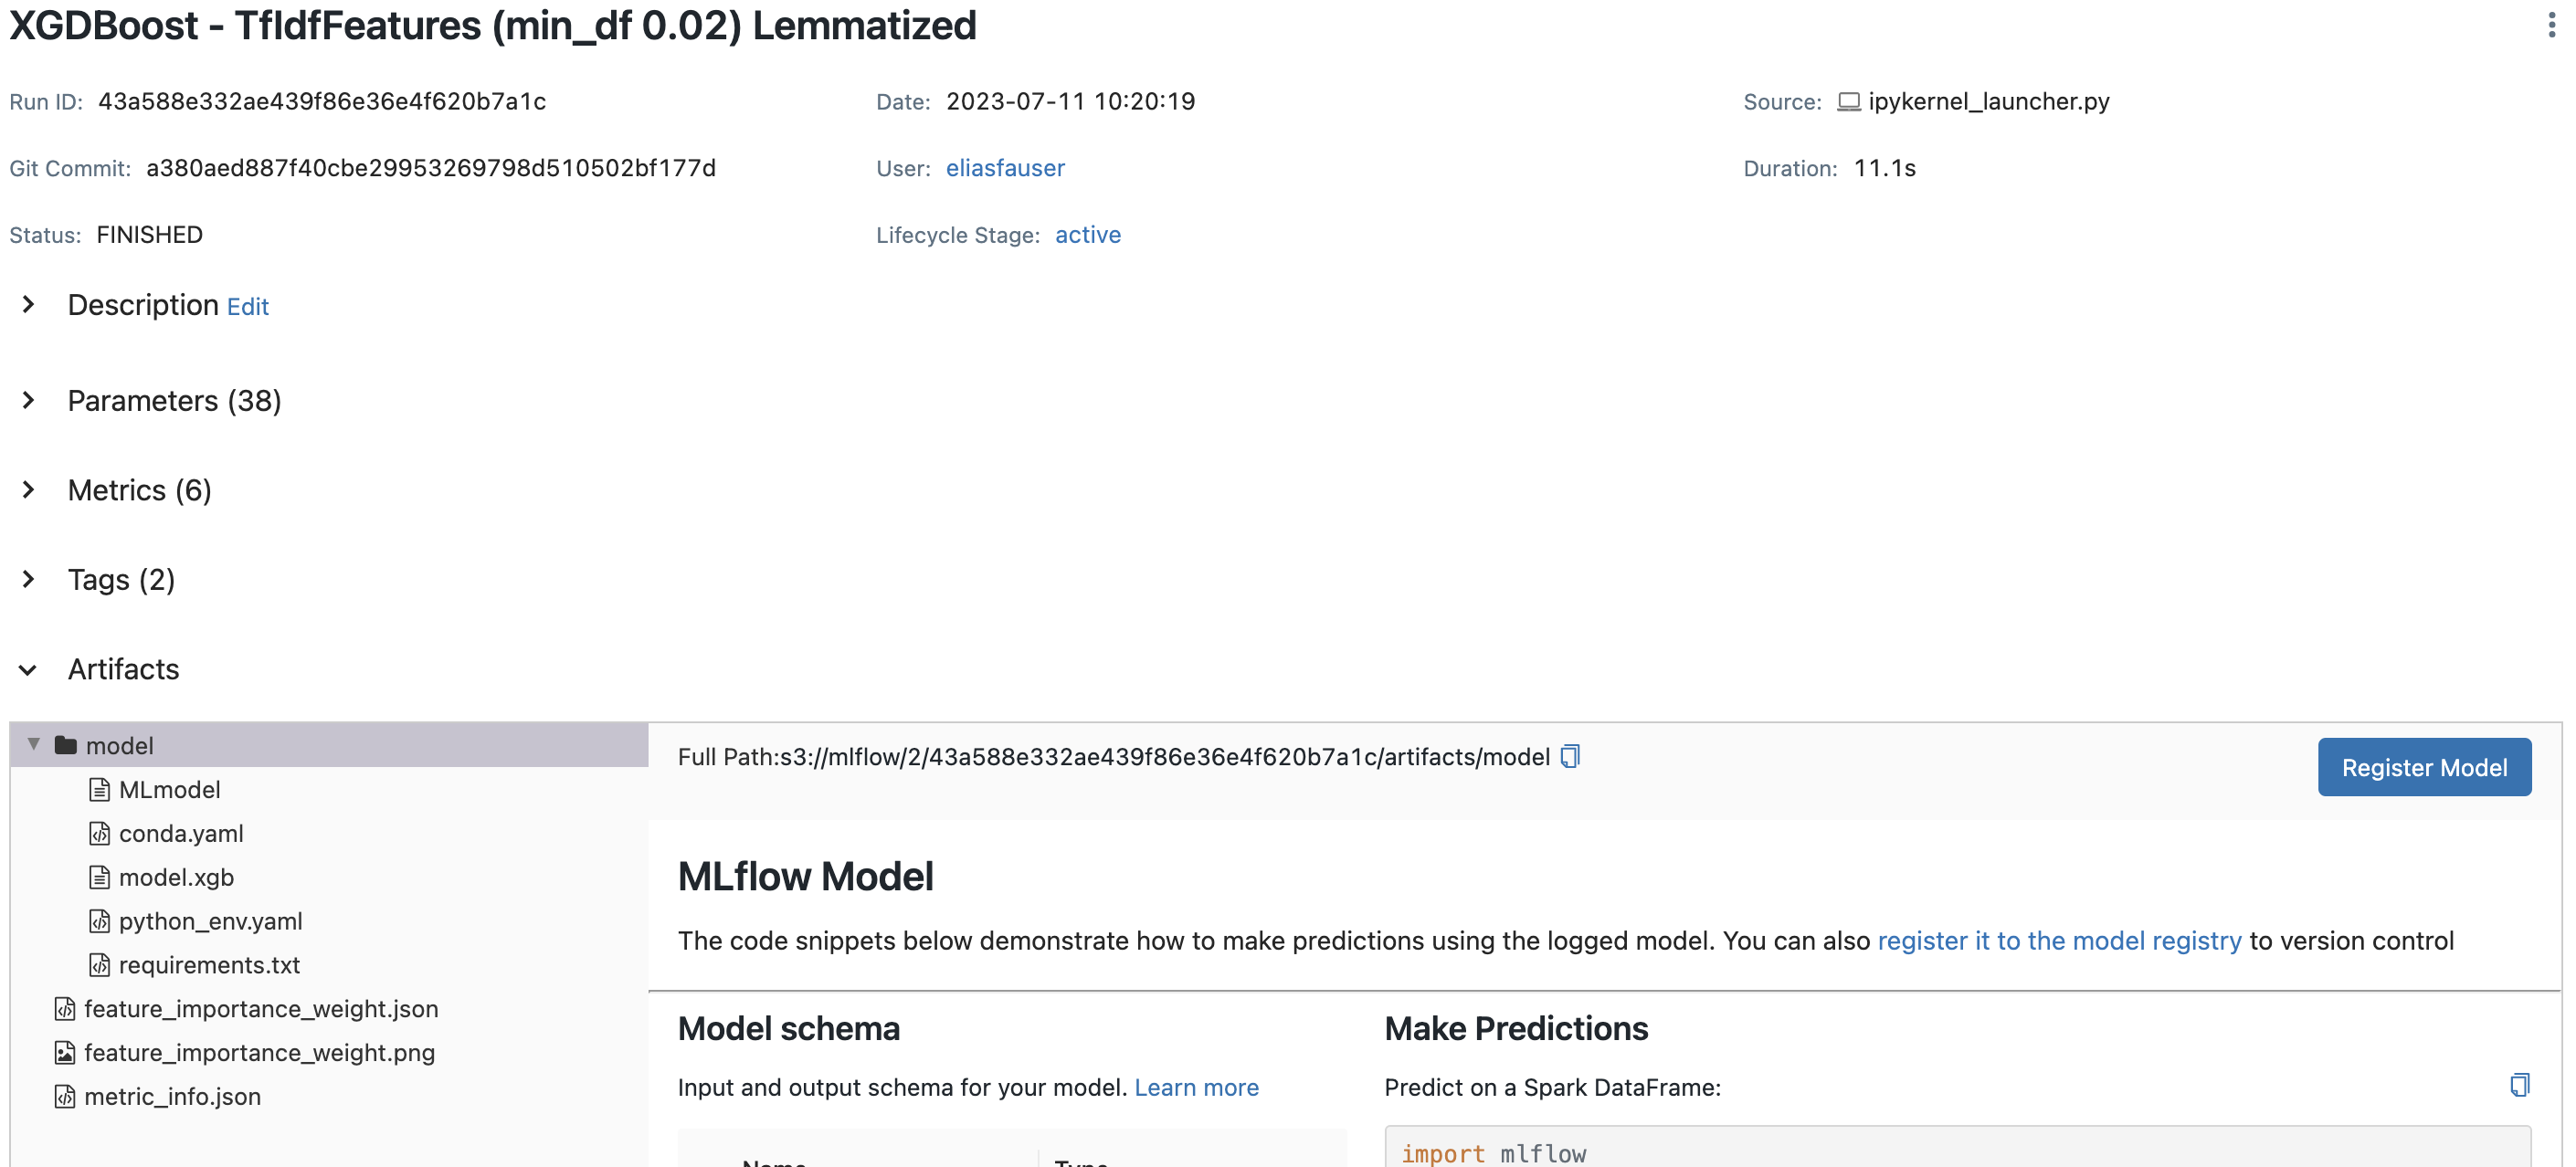 XGDBoost - TfIdfFeatures (min_df 0.02) Lemmatized
Run ID: 43a588e332ae439f86e36e4f620b7a1c
Date: 2023-07-11 10:20:19
Source: ipykernel_launcher.py
Git Commit: a380aed887f40cbe29953269798d510502bf177d
User: eliasfauser
Duration: 11.1s
Status: FINISHED
Lifecycle Stage: active
Description Edit
Parameters (38)
Metrics (6)
Tags (2)
Artifacts
model
MLmodel
conda.yaml
model.xgb
python_env.yaml
requirements.txt
feature_importance_weight.json
feature_importance_weight.png
metric_info.json
Full Path:s3://mlflow/2/43a588e332ae439f86e36e4f620b7a1c/artifacts/model
Register Model
MLflow Model
The code snippets below demonstrate how to make predictions using the logged model. You can also register it to the model registry to version control
Model schema
Input and output schema for your model. Learn more
Name Type
Make Predictions
Predict on a Spark DataFrame:
import mlflow